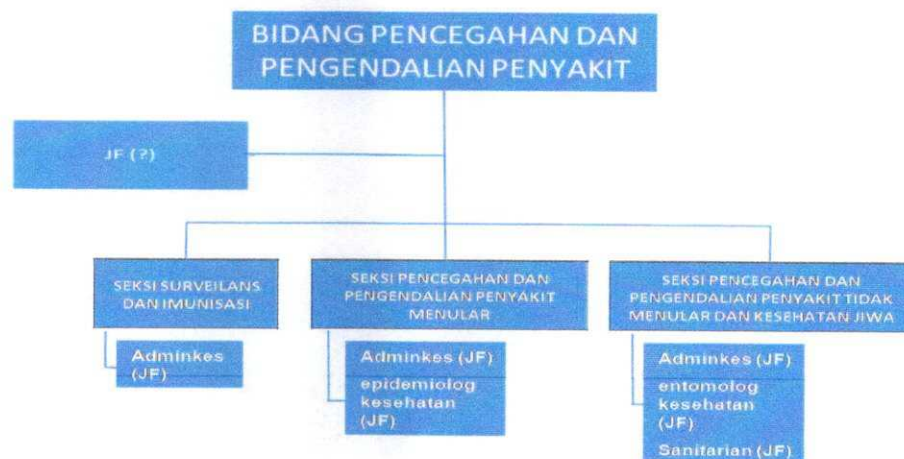 BIDANG PENCEGAHAN DAN
PENGENDALIAN PENYAKIT
JF (?)
SEKSI SURVEILANS
DAN IMUNISASI
Adminkes
(JF)
SEKSI PENCEGAHAN DAN
PENGENDALIAN PENYAKIT
MENULAR
Adminkes (JF)
epidemiolog
kesehatan
(JF)
SEKSI PENCEGAHAN DAN
PENGENDALIAN PENYAKIT TIDAK
MENULAR DAN KESEHATAN JIWA
Adminkes (JF)
entomolog
kesehatan
(JF)
Sanitarian (JF)